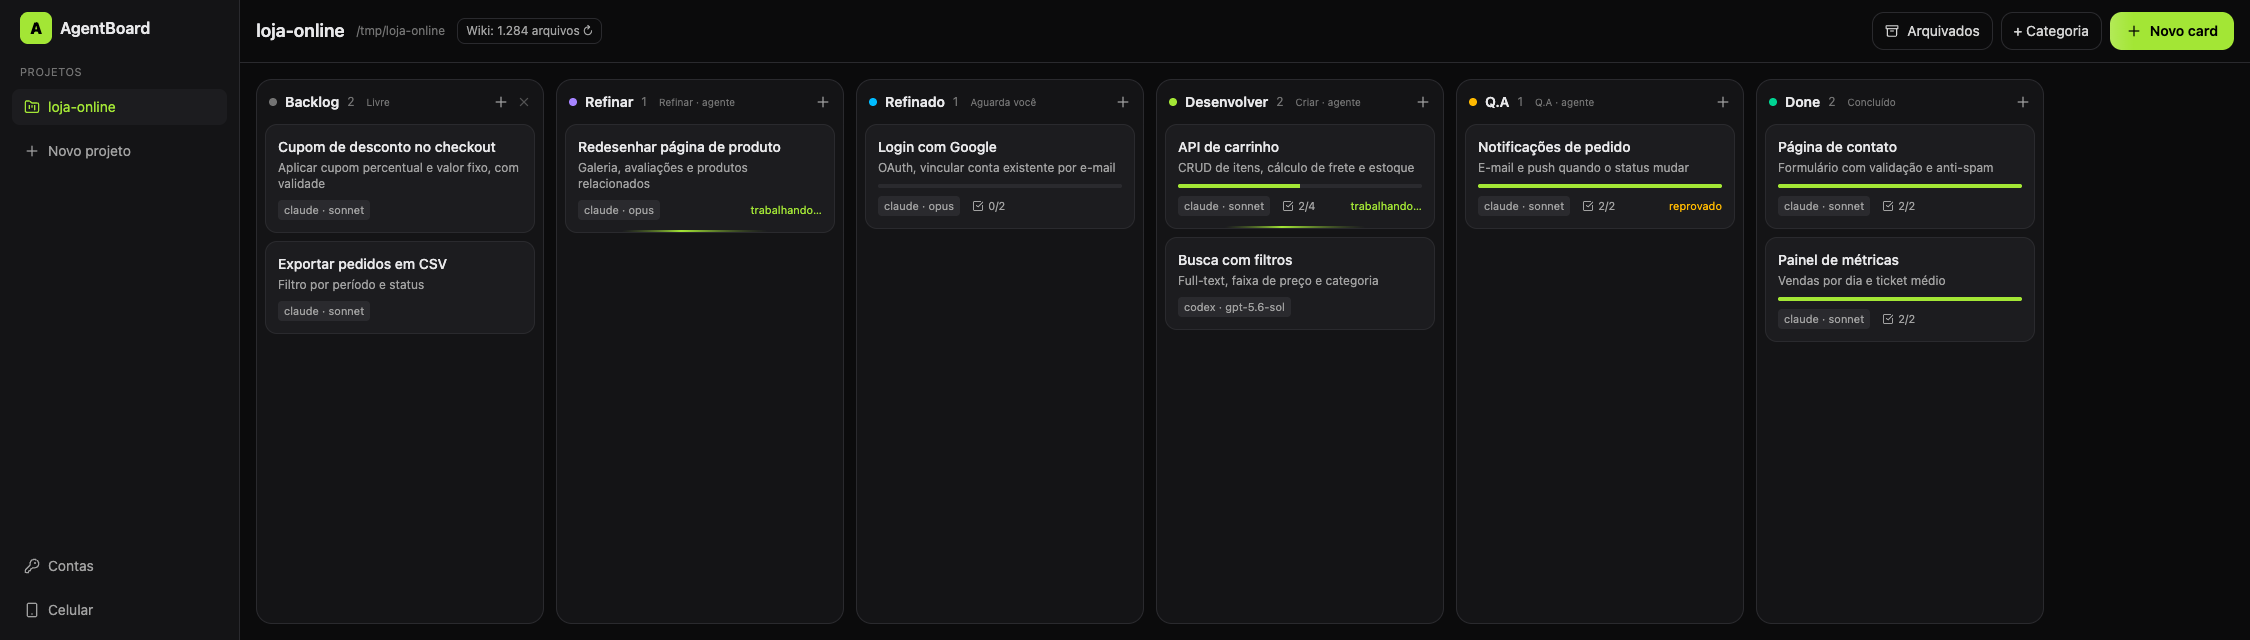 A AgentBoard
PROJETOS
loja-online
Novo projeto
Contas
Celular
loja-online /tmp/loja-online Wiki: 1.284 arquivos
Arquivados + Categoria + Novo card
Backlog 2 Livre
Cupom de desconto no checkout
Aplicar cupom percentual e valor fixo, com
validade
claude · sonnet
Exportar pedidos em CSV
Filtro por período e status
claude · sonnet
Refinar 1 Refinar · agente
Redesenhar página de produto
Galeria, avaliações e produtos
relacionados
claude · opus trabalhando...
Refinado 1 Aguarda você
Login com Google
OAuth, vincular conta existente por e-mail
claude · opus 0/2
Desenvolver 2 Criar · agente
API de carrinho
CRUD de itens, cálculo de frete e estoque
claude · sonnet 2/4 trabalhando...
Busca com filtros
Full-text, faixa de preço e categoria
codex · gpt-5.6-sol
Q.A 1 Q.A · agente
Notificações de pedido
E-mail e push quando o status mudar
claude · sonnet 2/2 reprovado
Done 2 Concluído
Página de contato
Formulário com validação e anti-spam
claude · sonnet 2/2
Painel de métricas
Vendas por dia e ticket médio
claude · sonnet 2/2